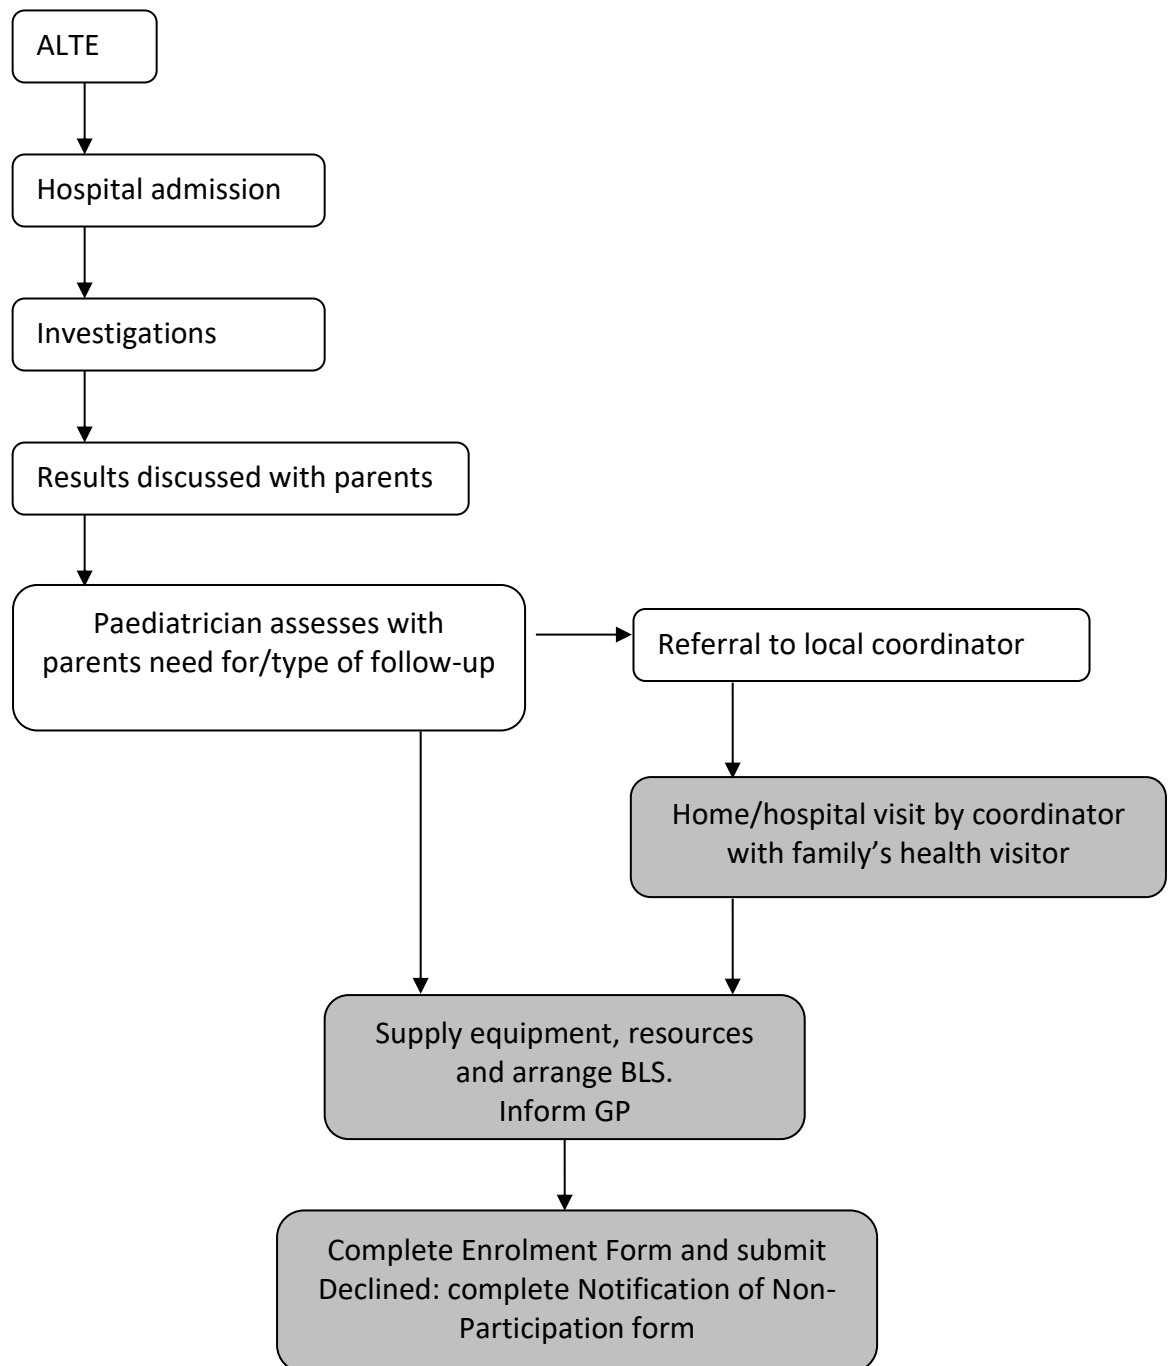 ALTE
Hospital admission
Investigations
Results discussed with parents
Paediatrician assesses with
parents need for/type of follow-up
Referral to local coordinator
Home/hospital visit by coordinator
with family’s health visitor
Supply equipment, resources
and arrange BLS.
Inform GP
Complete Enrolment Form and submit
Declined: complete Notification of Non-
Participation form